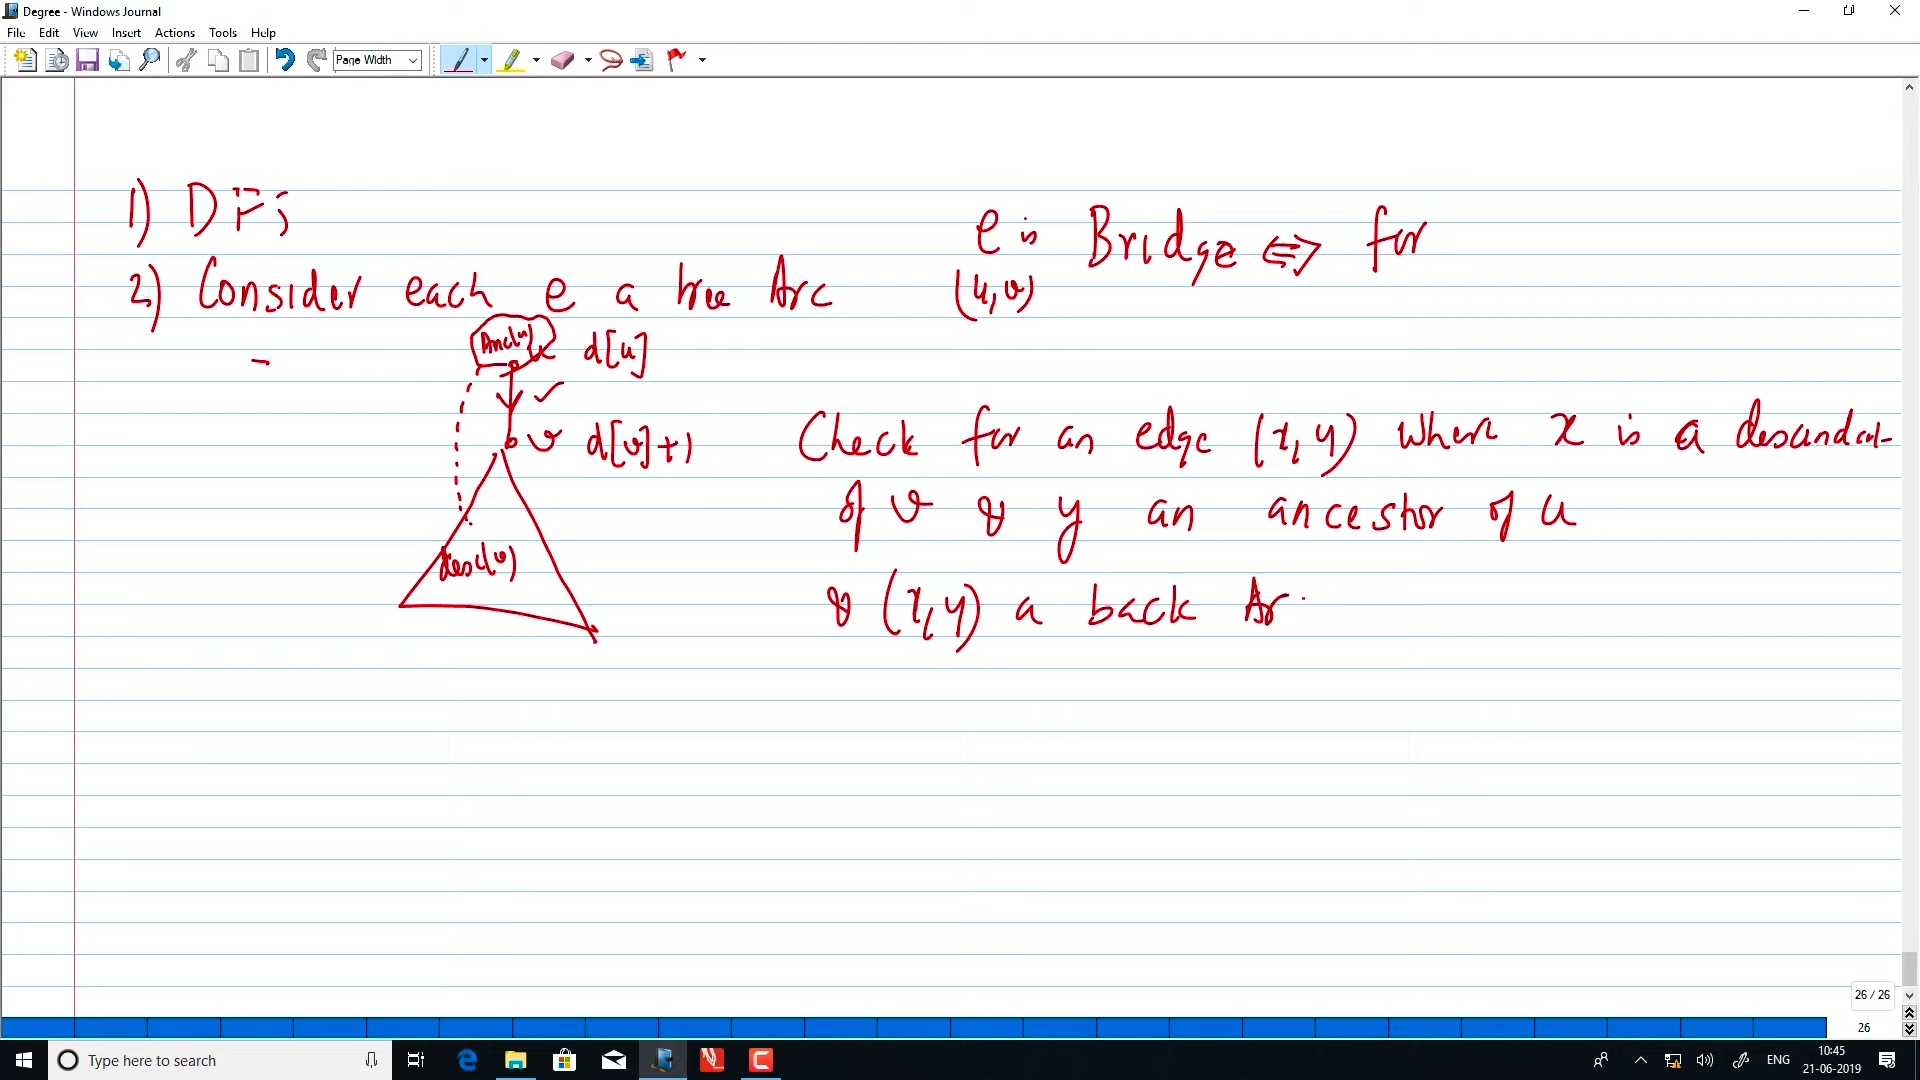 Degree - Windows Journal
File Edit View Insert Actions Tools Help
Page Width
1) DFS
e is Bridge ⇔ for
2) Consider each e a tree Arc
(u,v)
Anc(u) u d[u]
v d[v]+1
Desc(v)
Check for an edge (x,y) where x is a descendant
of v & y an ancestor of u
& (x,y) a back Ar
26 / 26
26
Type here to search
ENG
10:45
21-06-2019